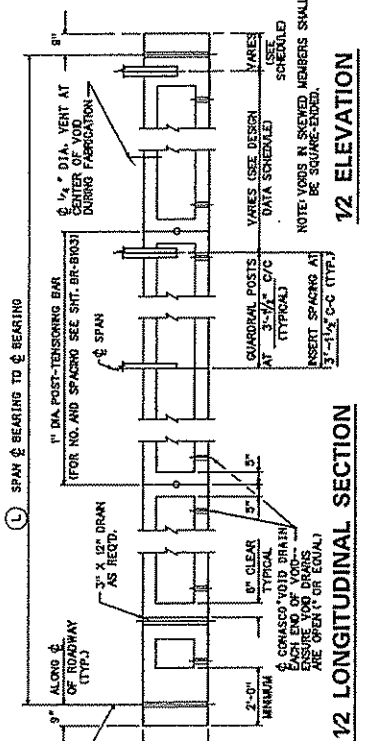 Ⓛ SPAN ℄ BEARING TO ℄ BEARING
9"
ALONG ℄
OF ROADWAY
(TYP.)
1" DIA. POST-TENSIONING BAR
(FOR NO. AND SPACING SEE SHT. BR-B103)
℄ 1/4" DIA. VENT AT
CENTER OF VOID
DURING FABRICATION
3" X 12" DRAIN
AS REQ'D.
℄ SPAN
2'-0"
MINIMUM
6" CLEAR
TYPICAL
5"
5"
℄ CONASCO*VOID DRAIN
EACH END OF VOID--
ENSURE VOID DRAINS
ARE OPEN (* OR EQUAL)
GUARDRAIL POSTS
AT 3'-1 1/2" C/C
(TYPICAL)
INSERT SPACING AT
3'-1 1/2" C-C (TYP.)
VARIES (SEE DESIGN
DATA SCHEDULE)
VARIES
(SEE
SCHEDULE)
NOTE: VOIDS IN SKEWED MEMBERS SHALL
BE SQUARE-ENDED.
1/2 LONGITUDINAL SECTION
1/2 ELEVATION